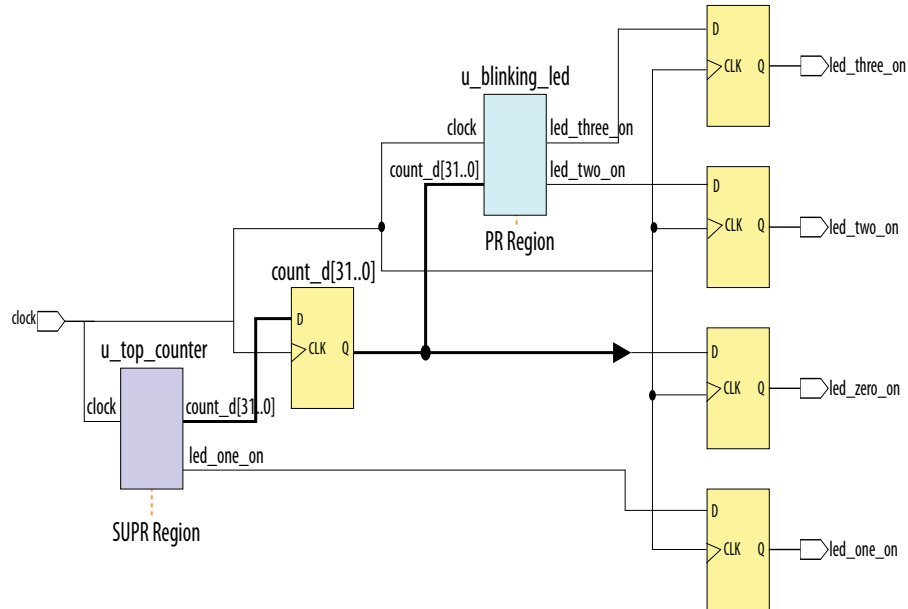 D
CLK Q
led_three_on
u_blinking_led
clock
led_three_on
count_d[31..0]
led_two_on
PR Region
D
CLK Q
led_two_on
count_d[31..0]
D
CLK Q
clock
u_top_counter
clock
count_d[31..0]
led_one_on
SUPR Region
D
CLK Q
led_zero_on
D
CLK Q
led_one_on